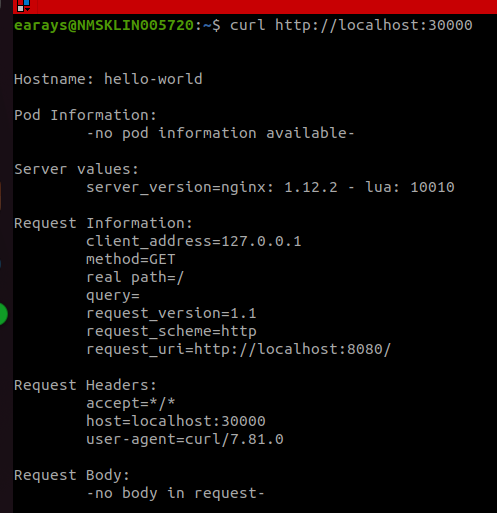 earays@NMSKLIN005720:~$ curl http://localhost:30000
Hostname: hello-world
Pod Information:
-no pod information available-
Server values:
server_version=nginx: 1.12.2 - lua: 10010
Request Information:
client_address=127.0.0.1
method=GET
real path=/
query=
request_version=1.1
request_scheme=http
request_uri=http://localhost:8080/
Request Headers:
accept=*/*
host=localhost:30000
user-agent=curl/7.81.0
Request Body:
-no body in request-